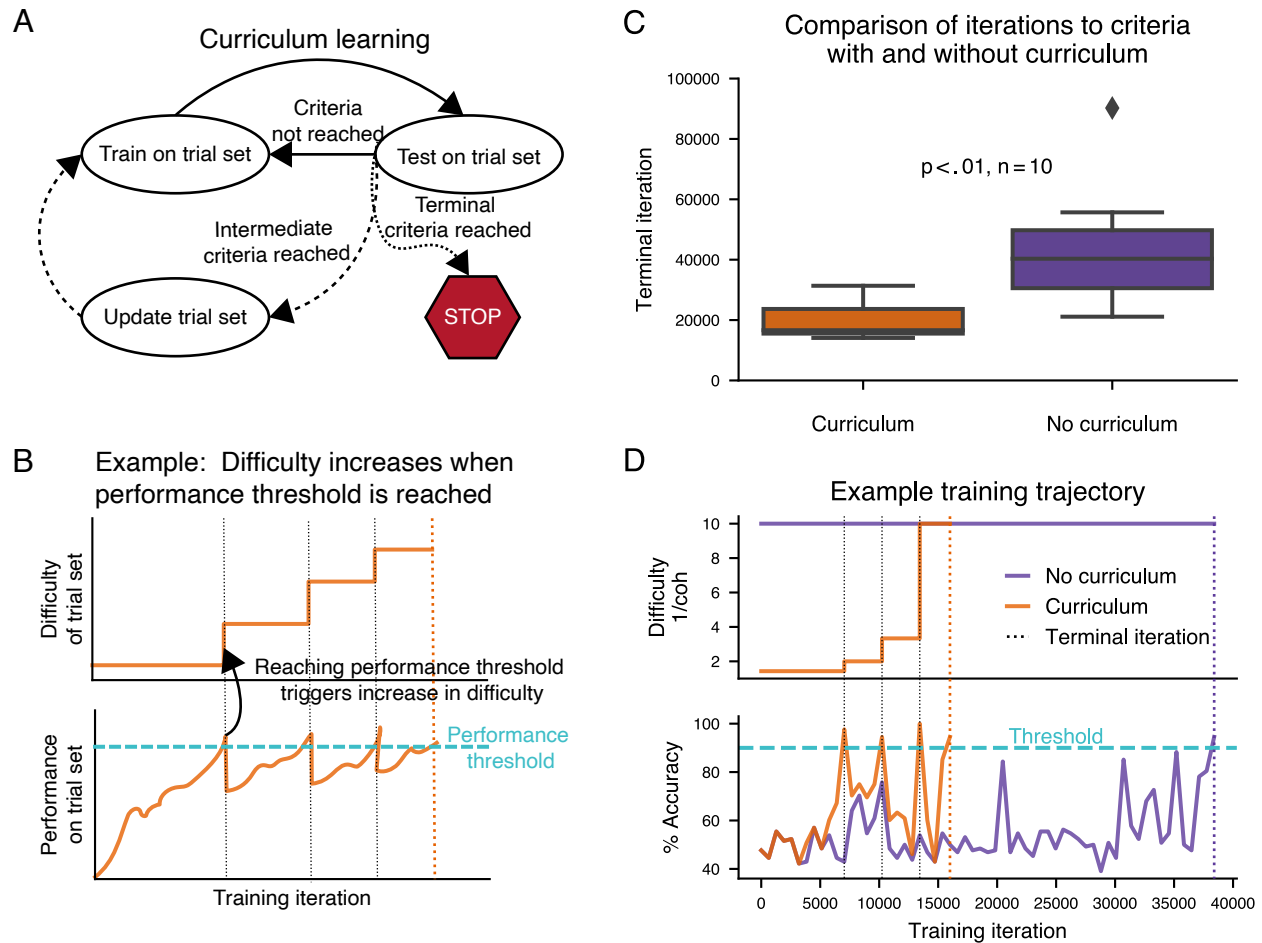 A
Curriculum learning
Criteria
not reached
Train on trial set
Test on trial set
Intermediate
criteria reached
Terminal
criteria reached
Update trial set
STOP
B
Example: Difficulty increases when
performance threshold is reached
Difficulty
of trial set
Reaching performance threshold
triggers increase in difficulty
Performance
on trial set
Performance
threshold
Training iteration
C
Comparison of iterations to criteria
with and without curriculum
Terminal iteration
100000
80000
60000
40000
20000
0
p<.01, n=10
Curriculum
No curriculum
D
Example training trajectory
Difficulty
1/coh
10
8
6
4
2
No curriculum
Curriculum
Terminal iteration
% Accuracy
100
80
60
40
Threshold
0 5000 10000 15000 20000 25000 30000 35000 40000
Training iteration